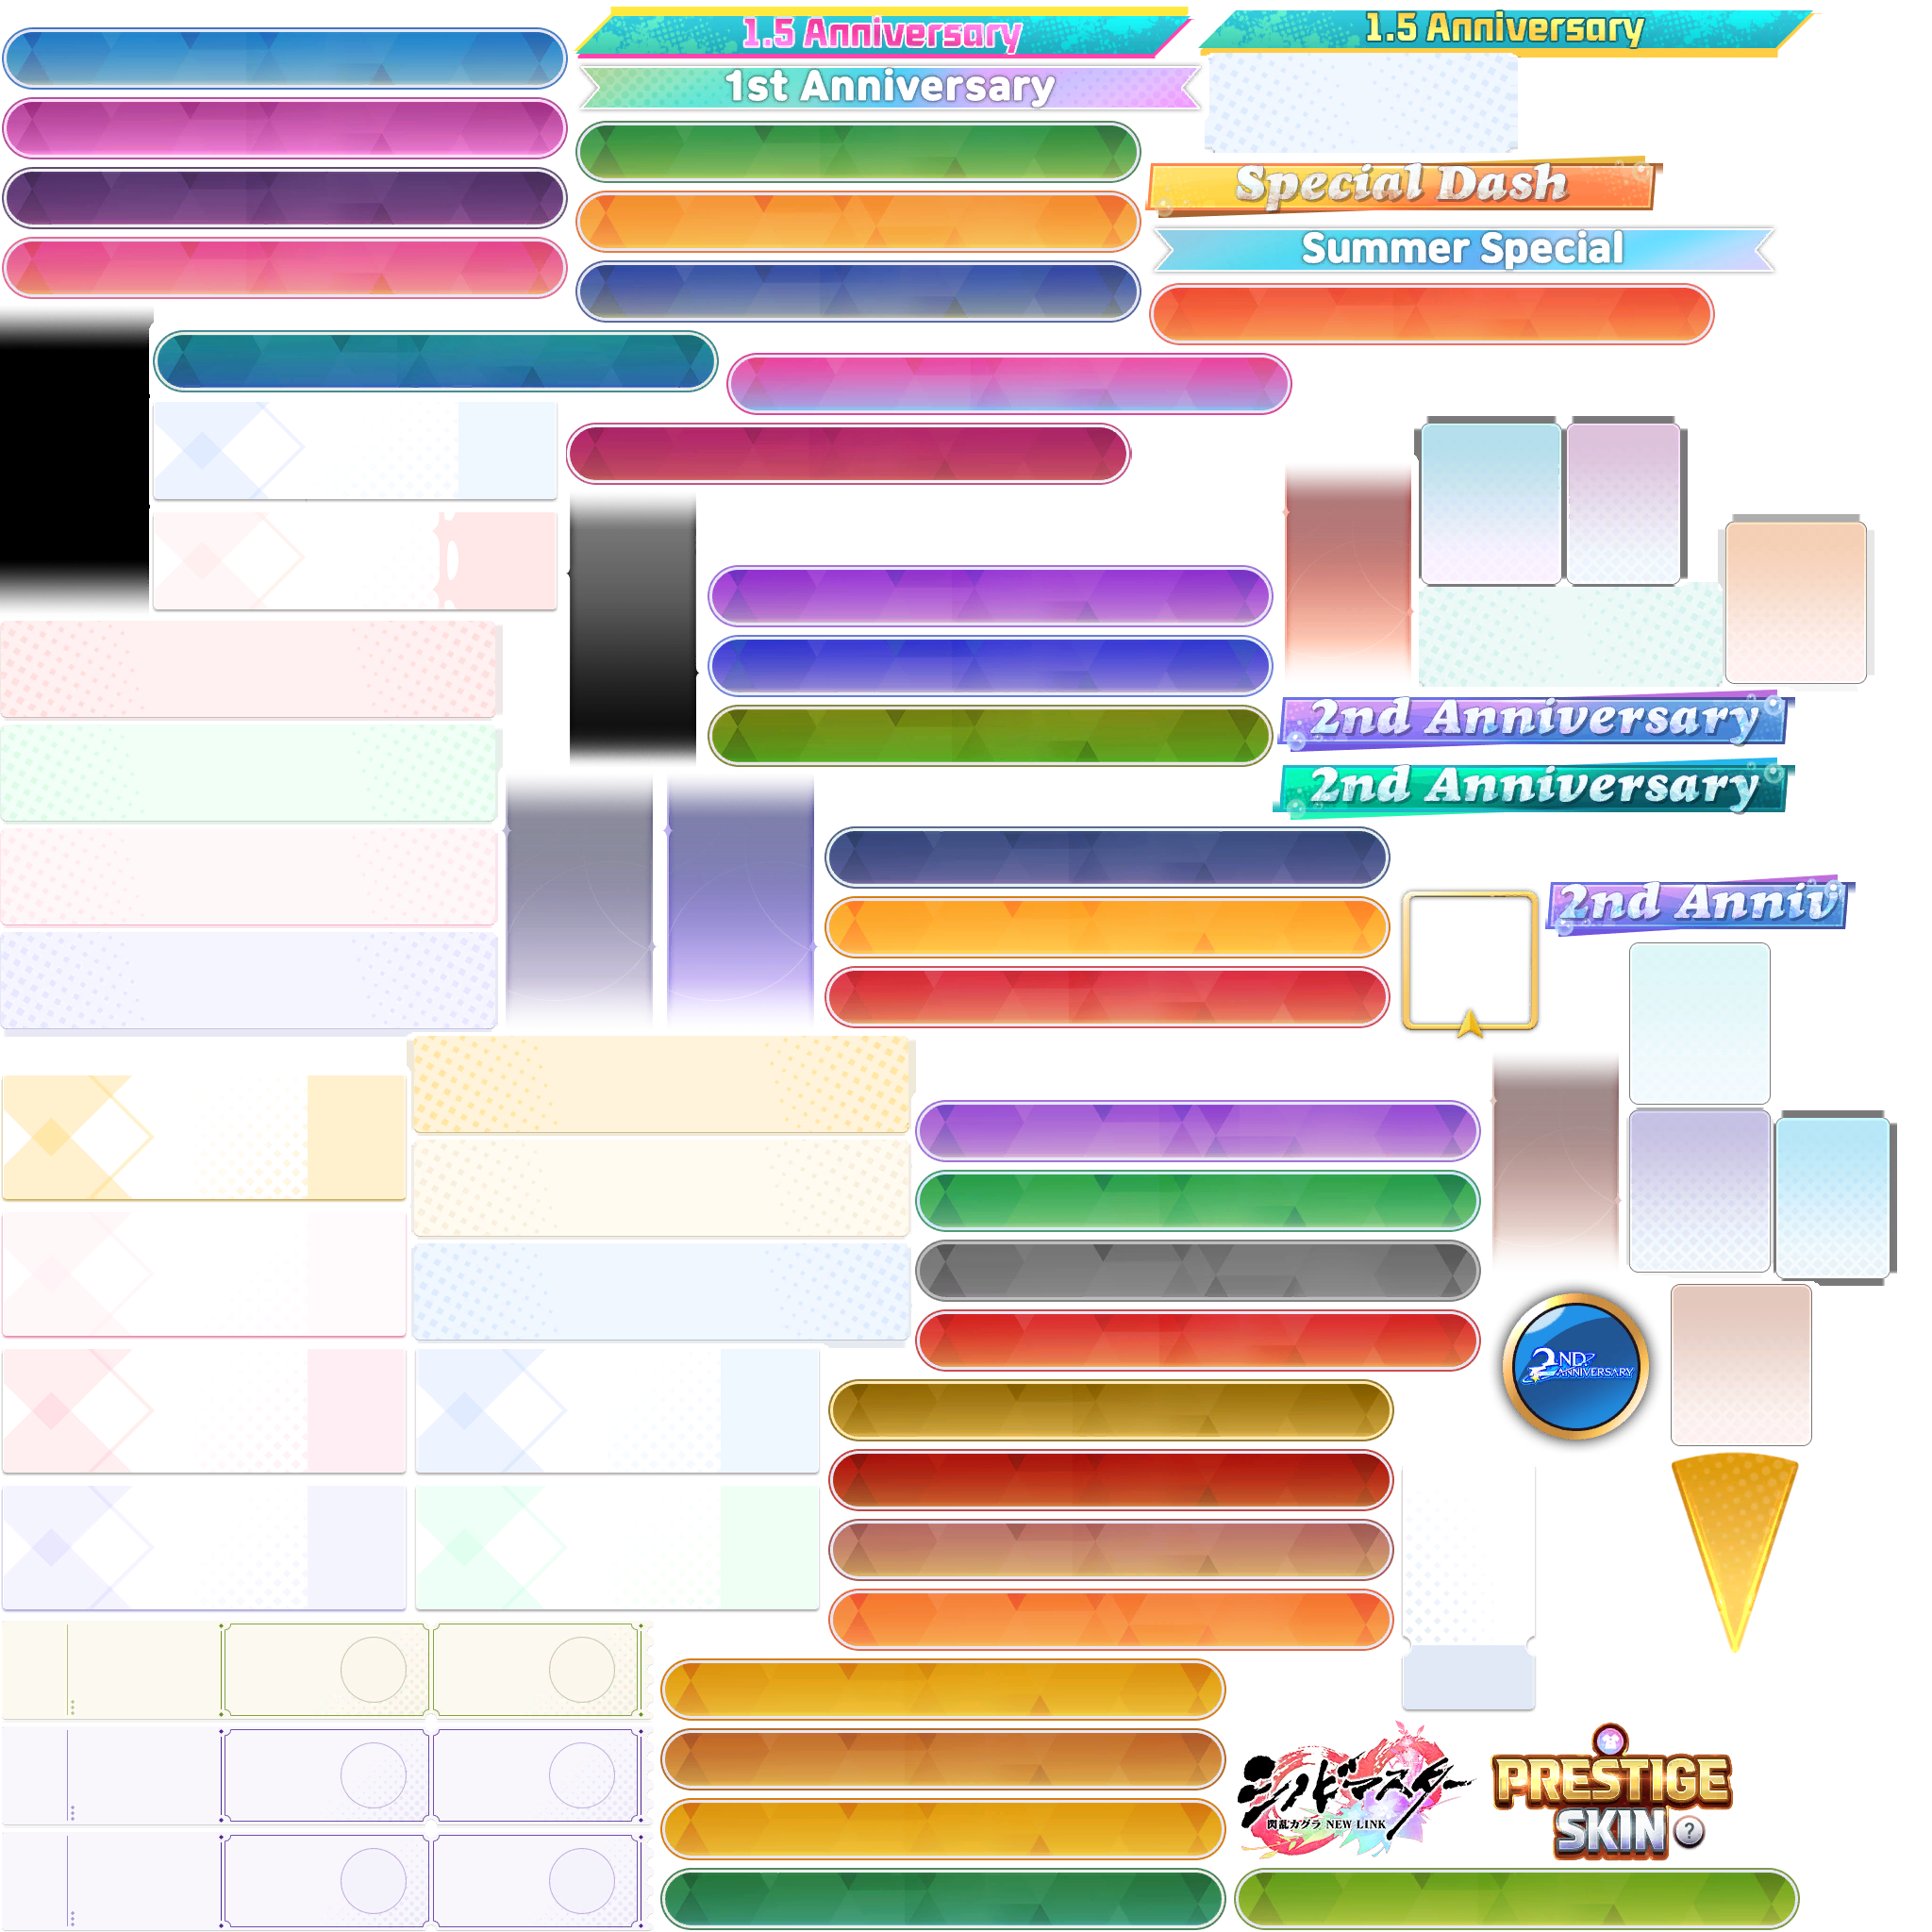 1.5 Anniversary
1.5 Anniversary
1st Anniversary
Special Dash
Summer Special
2nd Anniversary
2nd Anniversary
2nd Anniv
2ND
ANNIVERSARY
シノビマスター
閃乱カグラ NEW LINK
PRESTIGE
SKIN ?